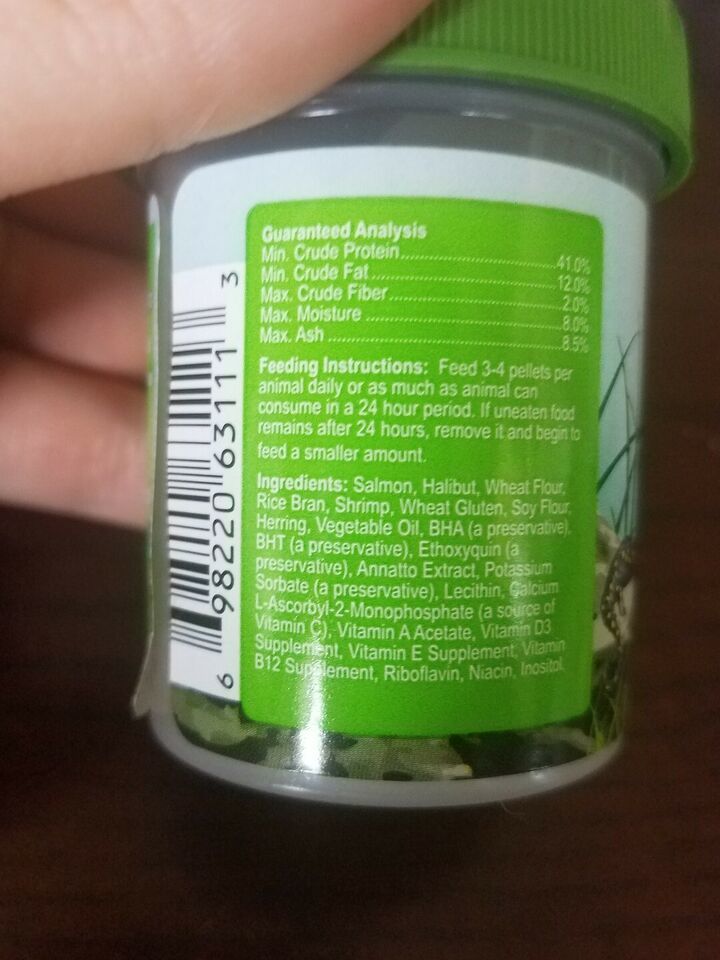 Guaranteed Analysis
Min. Crude Protein..........41.0%
Min. Crude Fat..........12.0%
Max. Crude Fiber..........2.0%
Max. Moisture..........8.0%
Max. Ash..........8.5%
Feeding Instructions: Feed 3-4 pellets per
animal daily or as much as animal can
consume in a 24 hour period. If uneaten food
remains after 24 hours, remove it and begin to
feed a smaller amount.
Ingredients: Salmon, Halibut, Wheat Flour,
Rice Bran, Shrimp, Wheat Gluten, Soy Flour,
Herring, Vegetable Oil, BHA (a preservative),
BHT (a preservative), Ethoxyquin (a
preservative), Annatto Extract, Potassium
Sorbate (a preservative), Lecithin, Calcium
L-Ascorbyl-2-Monophosphate (a source of
Vitamin C), Vitamin A Acetate, Vitamin D3
Supplement, Vitamin E Supplement, Vitamin
B12 Supplement, Riboflavin, Niacin, Inositol.
6 98220 63111 3